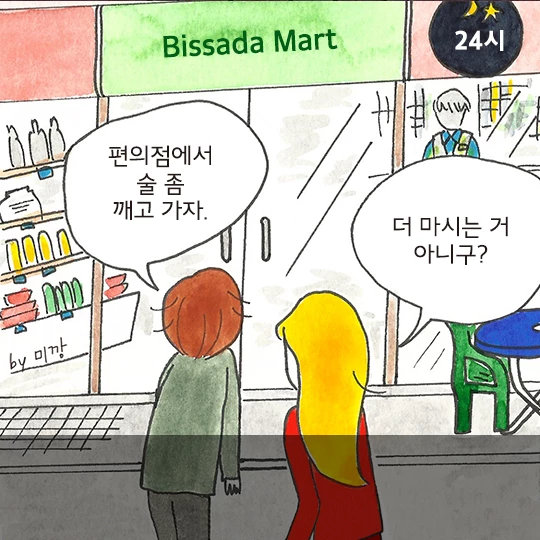 Bissada Mart
24시
편의점에서
술 좀
깨고 가자.
더 마시는 거
아니구?
by 미깡